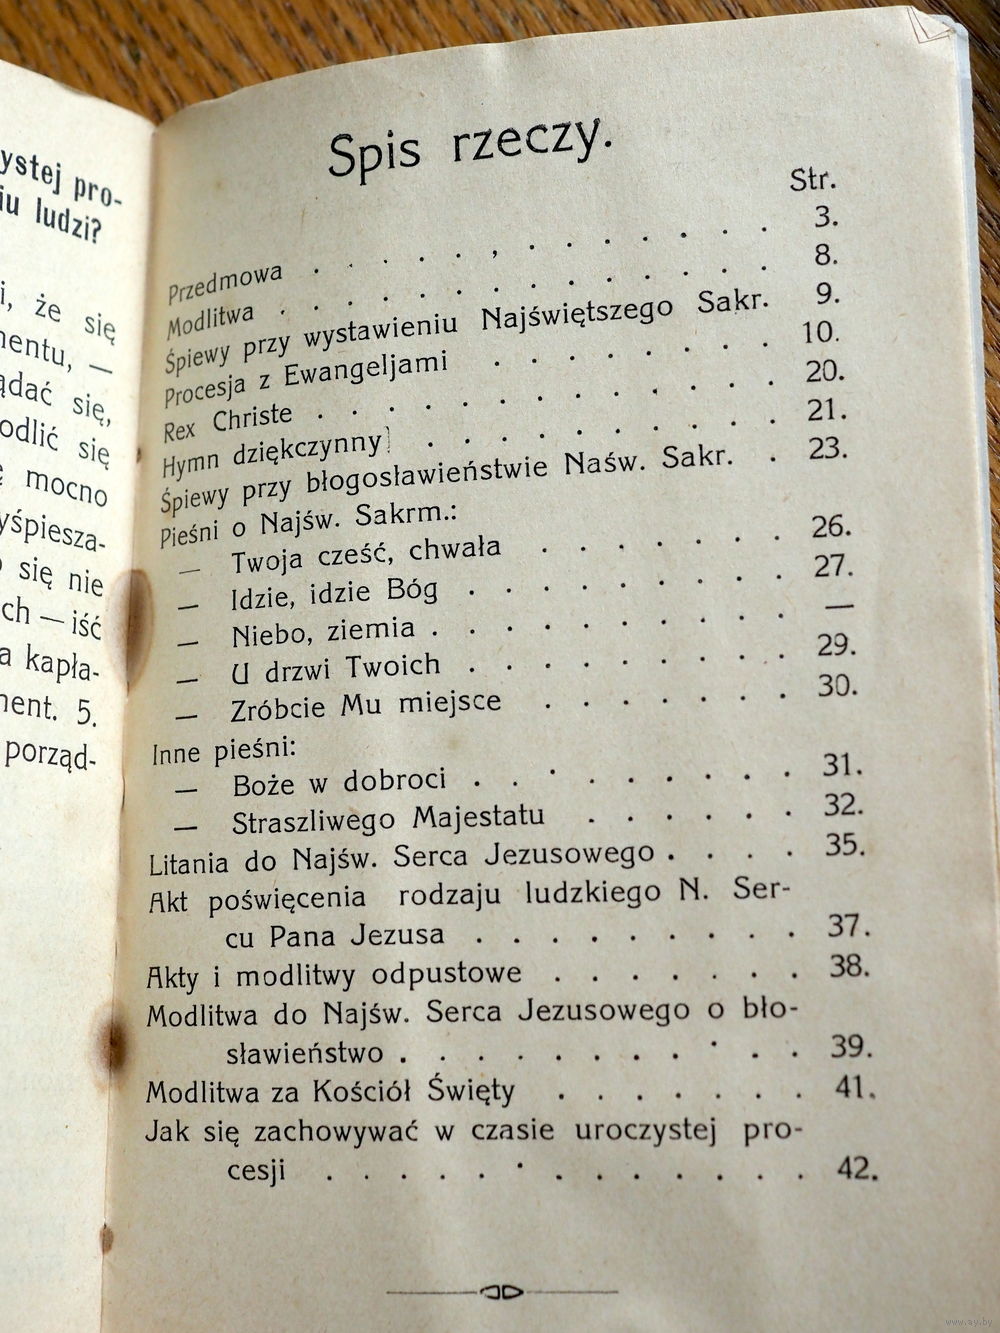 ystej pro-
iu ludzi?
i, że się
mentu, —
ądać się,
odlić się
mocno
yśpiesza-
się nie
ch — iść
a kapła-
ment. 5.
porząd-
Spis rzeczy.
Str.
Przedmowa . . . . . . . . . . . . . 3.
Modlitwa . . . . . . . . . . . . . 8.
Śpiewy przy wystawieniu Najświętszego Sakr. 9.
Procesja z Ewangeljami . . . . . . . . 10.
Rex Christe . . . . . . . . . . . . 20.
Hymn dziękczynny . . . . . . . . . . 21.
Śpiewy przy błogosławieństwie Naśw. Sakr. . 23.
Pieśni o Najśw. Sakrm.:
— Twoja cześć, chwała . . . . . . . 26.
— Idzie, idzie Bóg . . . . . . . . . 27.
— Niebo, ziemia . . . . . . . . . . —
— U drzwi Twoich . . . . . . . . . 29.
— Zróbcie Mu miejsce . . . . . . . 30.
Inne pieśni:
— Boże w dobroci . . . . . . . . . 31.
— Straszliwego Majestatu . . . . . . 32.
Litania do Najśw. Serca Jezusowego . . . . 35.
Akt poświęcenia rodzaju ludzkiego N. Ser-
cu Pana Jezusa . . . . . . . . . 37.
Akty i modlitwy odpustowe . . . . . . . 38.
Modlitwa do Najśw. Serca Jezusowego o bło-
sławieństwo . . . . . . . . . . . 39.
Modlitwa za Kościół Święty . . . . . . . 41.
Jak się zachowywać w czasie uroczystej pro-
cesji . . . . . . . . . . . . . 42.
www.ay.by